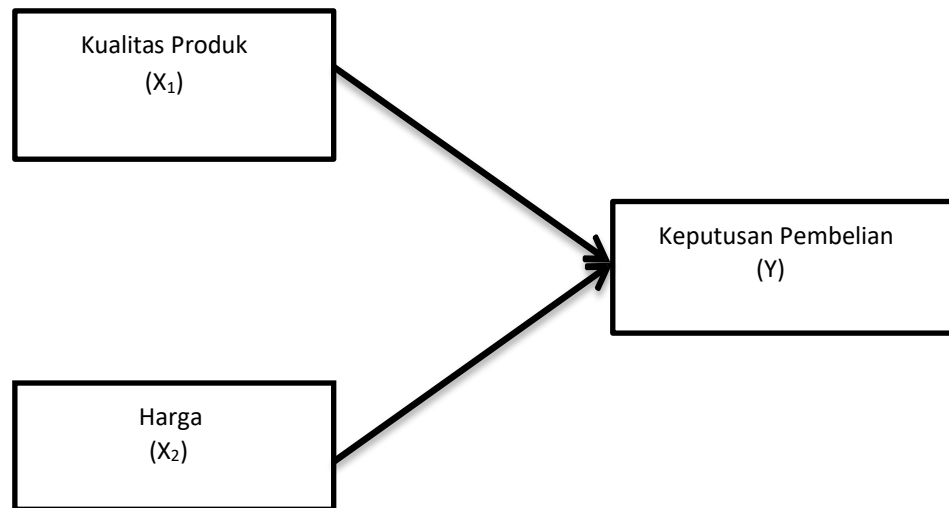 Kualitas Produk
(X₁)
Keputusan Pembelian
(Y)
Harga
(X₂)